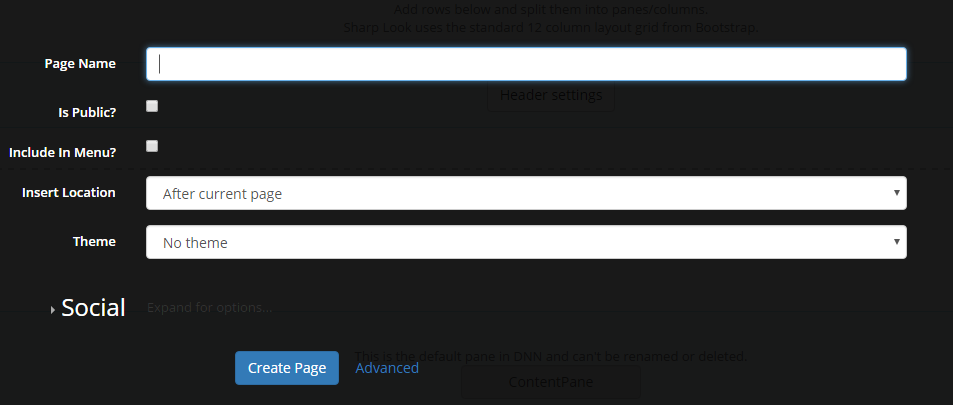 Add rows below and split them into panes/columns.
Sharp Look uses the standard 12 column layout grid from Bootstrap.
Page Name
Header settings
Is Public?
Include In Menu?
Insert Location After current page
Theme No theme
Social Expand for options...
This is the default pane in DNN and can't be renamed or deleted.
Create Page Advanced
ContentPane